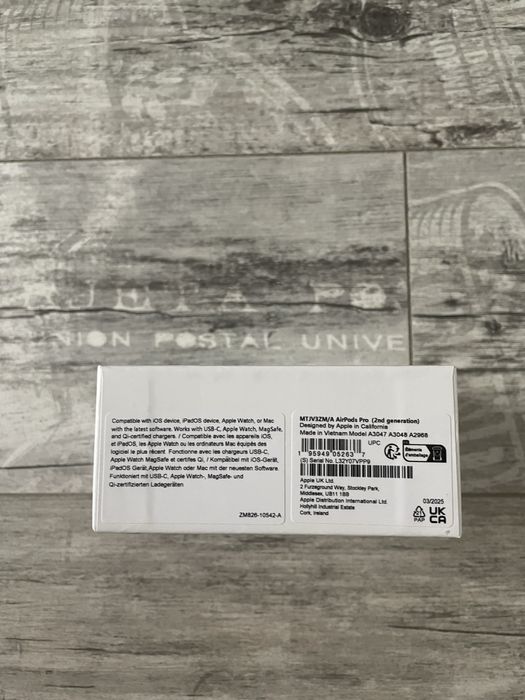 NION POSTAL UNIVE
Compatible with iOS device, iPadOS device, Apple Watch, or Mac
with the latest software. Works with USB-C, Apple Watch, MagSafe,
and Qi-certified chargers. / Compatible avec les appareils iOS,
et iPadOS, les Apple Watch ou les ordinateurs Mac équipés du
logiciel le plus récent Fonctionne avec les chargeurs USB-C,
Apple Watch MagSafe et certifiés Qi. / Kompatibel mit iOS-Gerät,
iPadOS Gerät, Apple Watch oder Mac mit der neuesten Software.
Funktioniert mit USB-C, Apple Watch-, MagSafe- und
Qi-zertifizierten Ladegeräten
ZM826-10542-A
MTJV3ZM/A AirPods Pro (2nd generation)
Designed by Apple in California
Made in Vietnam Model A3047 A3048 A2968
UPC
1 95949 05263 7
(S) Serial No. L32Y07VPP9
Apple UK Ltd.
2 Furzeground Way, Stockley Park,
Middlesex, UB11 1BB
Apple Distribution International Ltd.
Hollyhill Industrial Estate
Cork, Ireland
03/2025
21
PAP
UK
CA